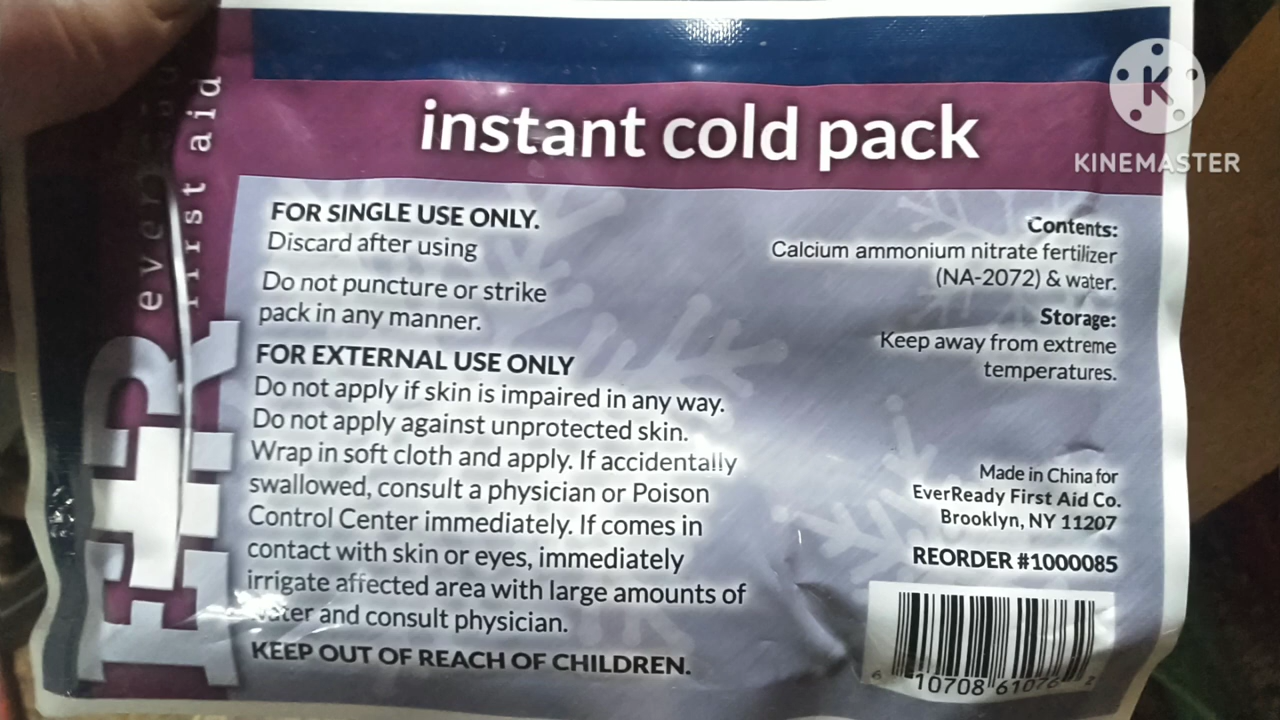 KINEMASTER
ever
first aid
instant cold pack
FOR SINGLE USE ONLY.
Discard after using
Do not puncture or strike
pack in any manner.
FOR EXTERNAL USE ONLY
Do not apply if skin is impaired in any way.
Do not apply against unprotected skin.
Wrap in soft cloth and apply. If accidentally
swallowed, consult a physician or Poison
Control Center immediately. If comes in
contact with skin or eyes, immediately
irrigate affected area with large amounts of
water and consult physician.
KEEP OUT OF REACH OF CHILDREN.
Contents:
Calcium ammonium nitrate fertilizer
(NA-2072) & water.
Storage:
Keep away from extreme
temperatures.
Made in China for
EverReady First Aid Co.
Brooklyn, NY 11207
REORDER #1000085
6 10708 61076 2